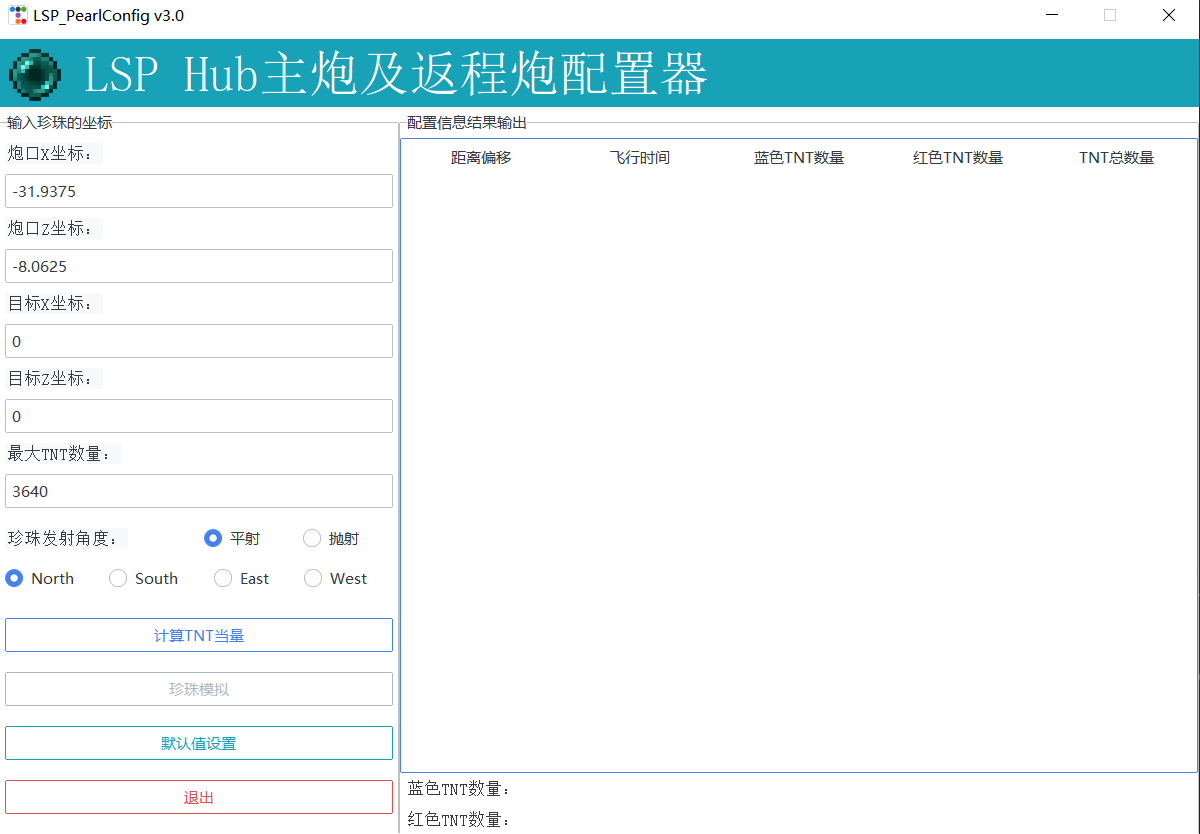 LSP_PearlConfig v3.0
LSP Hub主炮及返程炮配置器
输入珍珠的坐标
炮口X坐标：
-31.9375
炮口Z坐标：
-8.0625
目标X坐标：
0
目标Z坐标：
0
最大TNT数量：
3640
珍珠发射角度： 平射 抛射
North South East West
计算TNT当量
珍珠模拟
默认值设置
退出
配置信息结果输出
距离偏移 飞行时间 蓝色TNT数量 红色TNT数量 TNT总数量
蓝色TNT数量：
红色TNT数量：